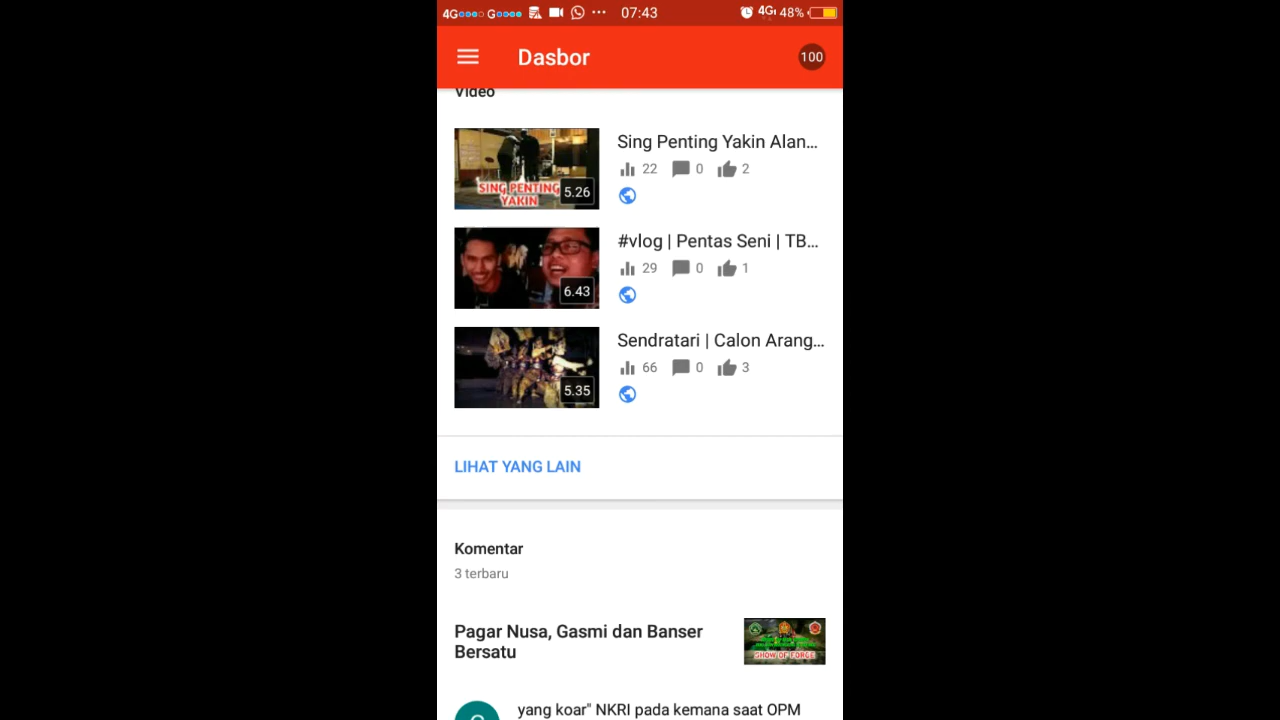 4G G ... 07:43 4G 48%
Dasbor 100
Video
Sing Penting Yakin Alan...
22 0 2
SING PENTING
YAKIN
5.26
#vlog | Pentas Seni | TB...
29 0 1
6.43
Sendratari | Calon Arang...
66 0 3
5.35
LIHAT YANG LAIN
Komentar
3 terbaru
Pagar Nusa, Gasmi dan Banser
Bersatu
SHOW OF FORCE
yang koar" NKRI pada kemana saat OPM